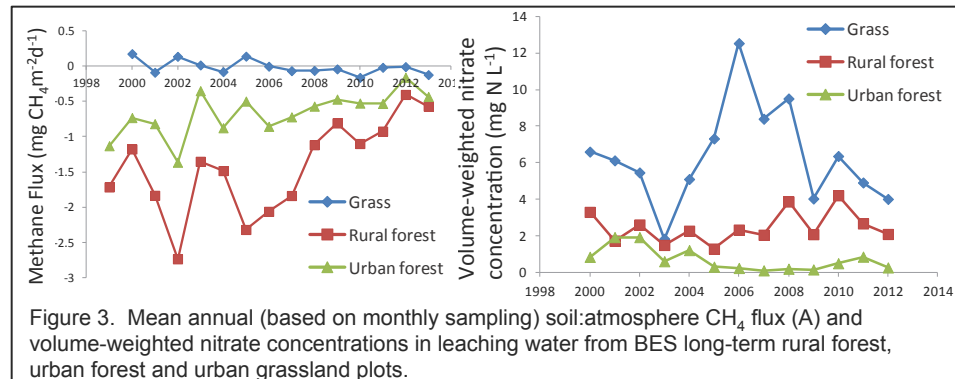 Methane Flux (mg CH4m-2d-1)
0.5
0
-0.5
-1
-1.5
-2
-2.5
-3
1998 2000 2002 2004 2006 2008 2010 2012 201
Grass
Rural forest
Urban forest
Volume-weighted nitrate
concentration (mg N L-1)
14
12
10
8
6
4
2
0
1998 2000 2002 2004 2006 2008 2010 2012 2014
Grass
Rural forest
Urban forest
Figure 3. Mean annual (based on monthly sampling) soil:atmosphere CH4 flux (A) and
volume-weighted nitrate concentrations in leaching water from BES long-term rural forest,
urban forest and urban grassland plots.